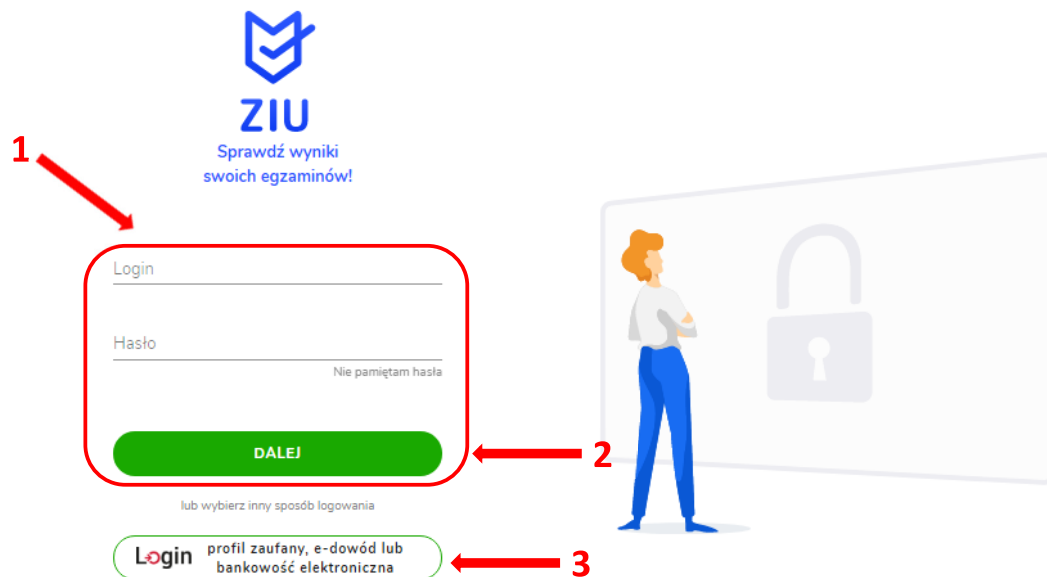 ZIU
Sprawdź wyniki
swoich egzaminów!
1
Login
Hasło
Nie pamiętam hasła
DALEJ
2
lub wybierz inny sposób logowania
Login profil zaufany, e-dowód lub
bankowość elektroniczna
3